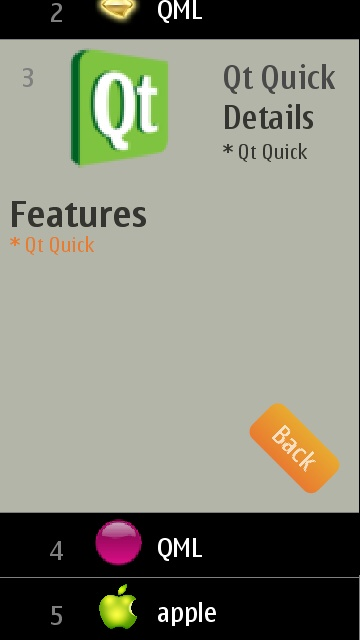 2 QML
3 Qt Qt Quick
Details
* Qt Quick
Features
* Qt Quick
Back
4 QML
5 apple